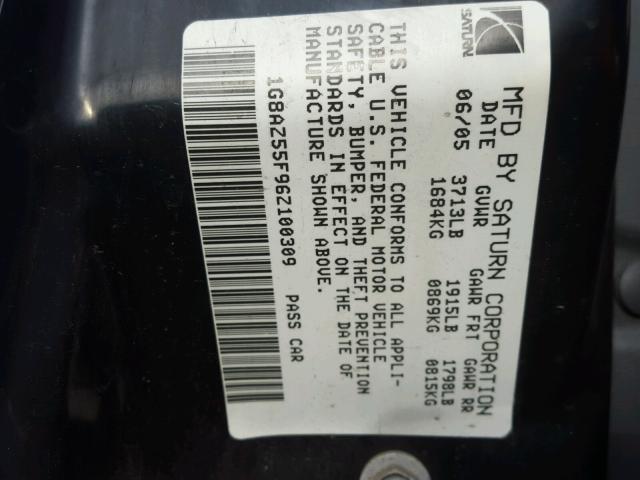 SATURN
MFD BY SATURN CORPORATION
DATE GVWR GAWR FRT GAWR RR
06/05 3713LB 1915LB 1798LB
1684KG 0869KG 0815KG
THIS VEHICLE CONFORMS TO ALL APPLI-
CABLE U.S. FEDERAL MOTOR VEHICLE
SAFETY, BUMPER, AND THEFT PREVENTION
STANDARDS IN EFFECT ON THE DATE OF
MANUFACTURE SHOWN ABOVE.
1G8AZ55F96Z100309 PASS CAR